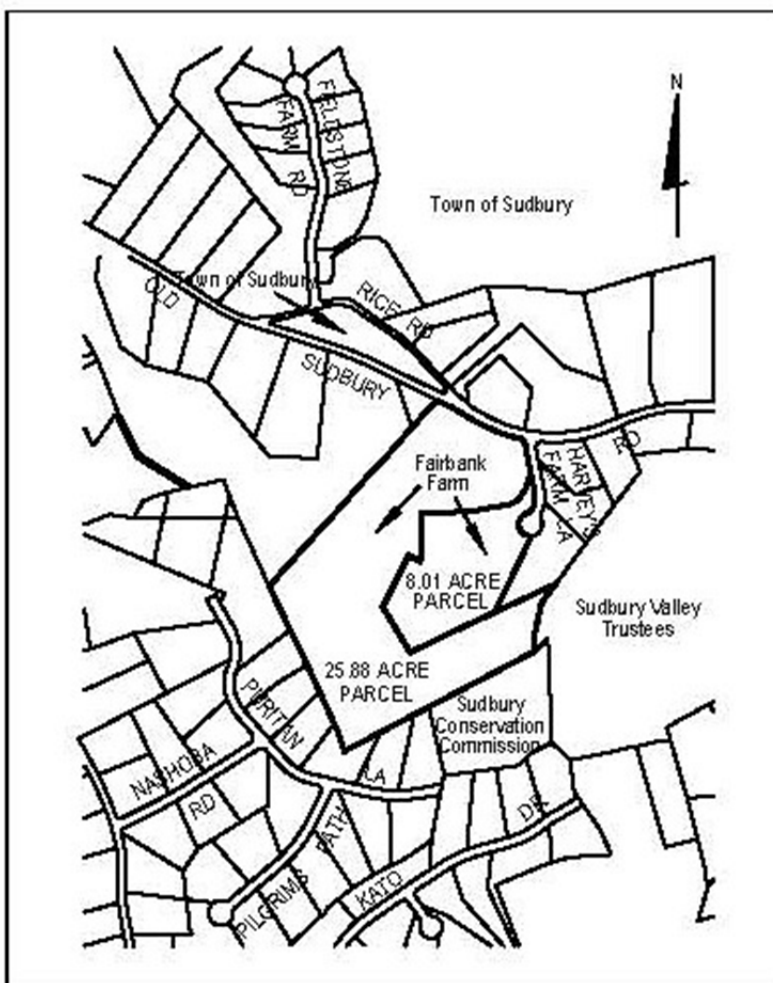 N
FIELDSTONE
FARM
RD
Town of Sudbury
Town of Sudbury
OLD
RICE RD
SUDBURY
RD
Fairbank
Farm
HARVEY'S
FARM LA
8.01 ACRE
PARCEL
Sudbury Valley
Trustees
25.88 ACRE
PARCEL
Sudbury
Conservation
Commission
PURITAN
LA
NASHOBA
RD
PATH
PILGRIMS
DR
KATO